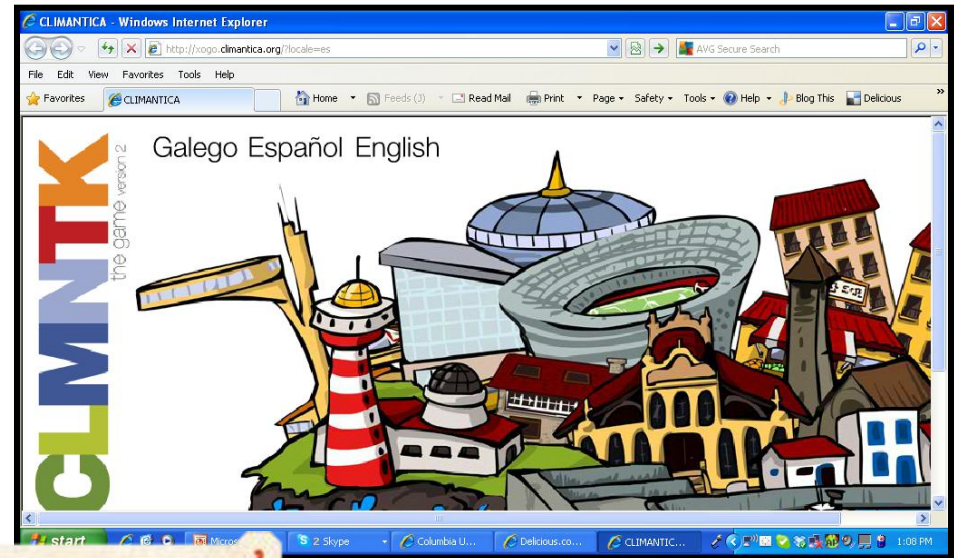 CLIMANTICA - Windows Internet Explorer
http://xogo.climantica.org/?locale=es
AVG Secure Search
File Edit View Favorites Tools Help
Favorites CLIMANTICA Home Feeds (J) Read Mail Print Page Safety Tools Help Blog This Delicious »
Galego Español English
CLMNTK
the game version 2
start Micros 2 Skype Columbia U... Delicious.co... CLIMANTIC... 1:08 PM